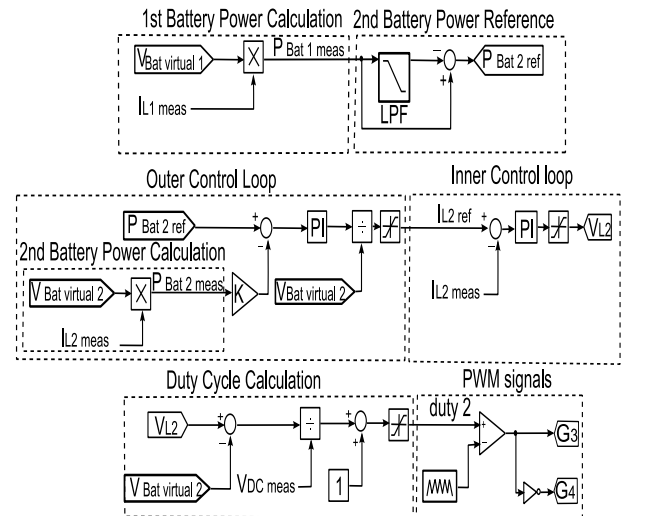 1st Battery Power Calculation
2nd Battery Power Reference
VBat virtual 1
X
P Bat 1 meas
IL1 meas
LPF
−
+
P Bat 2 ref
Outer Control Loop
Inner Control loop
P Bat 2 ref
+
−
PI
÷
IL2 ref
+
−
PI
VL2
2nd Battery Power Calculation
V Bat virtual 2
X
P Bat 2 meas
K
VBat virtual 2
IL2 meas
IL2 meas
Duty Cycle Calculation
PWM signals
VL2
+
−
÷
+
+
duty 2
+
−
G3
V Bat virtual 2
VDC meas
1
G4